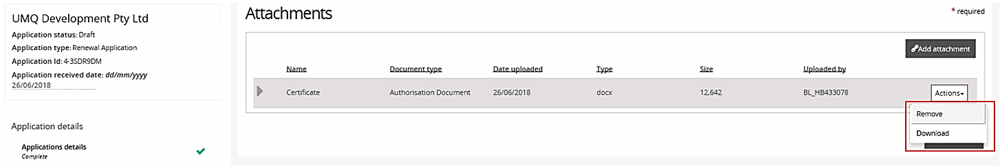 UMQ Development Pty Ltd
Application status: Draft
Application type: Renewal Application
Application Id: 4-3SDR9DM
Application received date: dd/mm/yyyy
26/06/2018
Application details
Applications details
Complete
Attachments
* required
Add attachment
Name Document type Date uploaded Type Size Uploaded by
Certificate Authorisation Document 26/06/2018 docx 12,642 BL_HB433078 Actions
Remove
Download